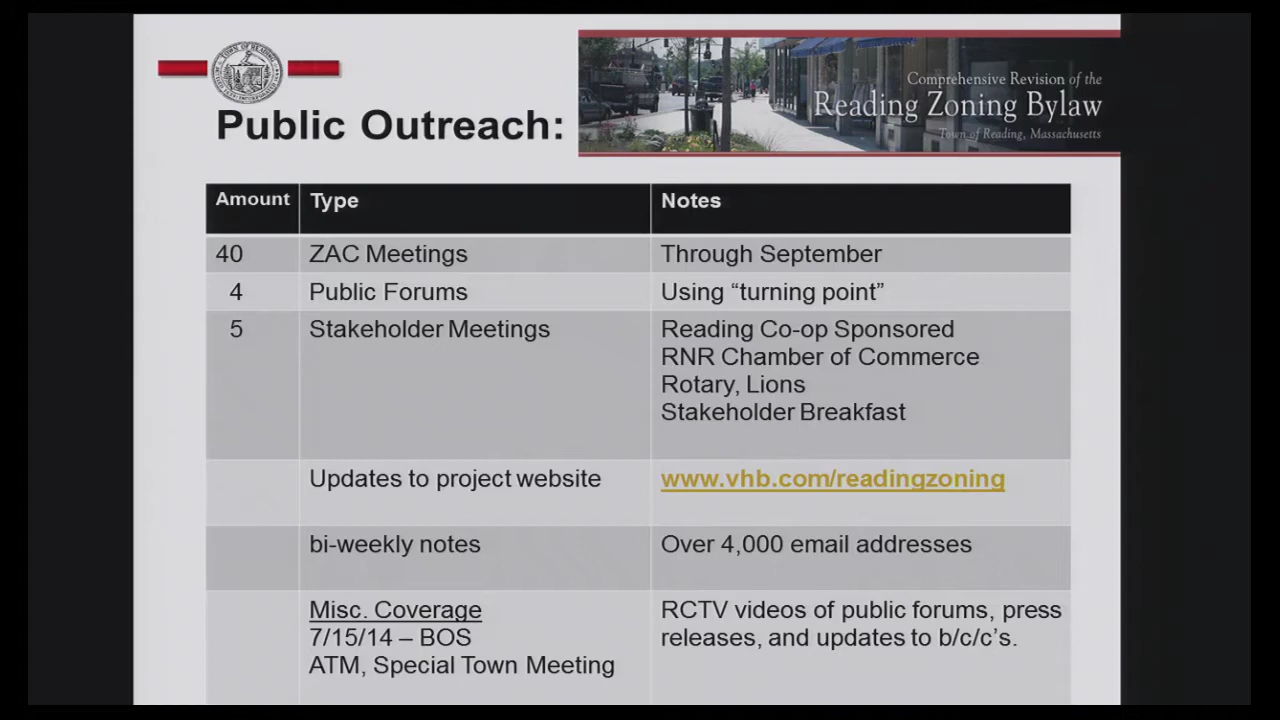 Public Outreach:
Comprehensive Revision of the
Reading Zoning Bylaw
Town of Reading, Massachusetts
Amount Type Notes
40 ZAC Meetings Through September
4 Public Forums Using “turning point”
5 Stakeholder Meetings Reading Co-op Sponsored
RNR Chamber of Commerce
Rotary, Lions
Stakeholder Breakfast
Updates to project website www.vhb.com/readingzoning
bi-weekly notes Over 4,000 email addresses
Misc. Coverage RCTV videos of public forums, press
7/15/14 – BOS releases, and updates to b/c/c’s.
ATM, Special Town Meeting